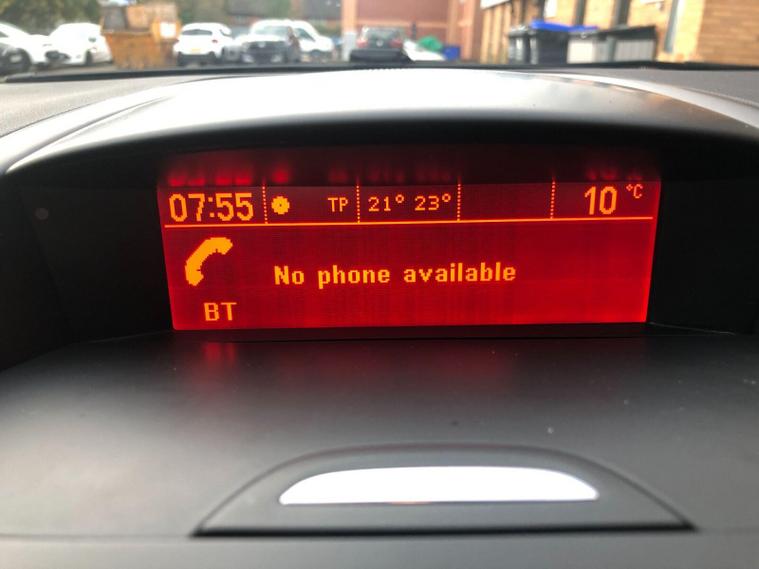 07:55 TP 21° 23° 10 °C
No phone available
BT